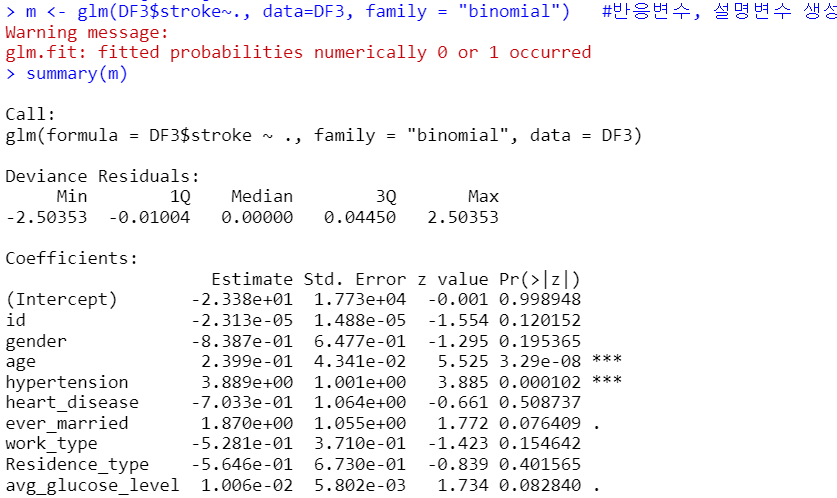 > m <- glm(DF3$stroke~., data=DF3, family = "binomial")   #반응변수, 설명변수 생성
Warning message:
glm.fit: fitted probabilities numerically 0 or 1 occurred
> summary(m)
Call:
glm(formula = DF3$stroke ~ ., family = "binomial", data = DF3)
Deviance Residuals:
     Min       1Q   Median       3Q      Max
-2.50353 -0.01004  0.00000  0.04450  2.50353
Coefficients:
                    Estimate Std. Error z value Pr(>|z|)
(Intercept)       -2.338e+01  1.773e+04  -0.001 0.998948
id                -2.313e-05  1.488e-05  -1.554 0.120152
gender            -8.387e-01  6.477e-01  -1.295 0.195365
age                2.399e-01  4.341e-02   5.525 3.29e-08 ***
hypertension       3.889e+00  1.001e+00   3.885 0.000102 ***
heart_disease     -7.033e-01  1.064e+00  -0.661 0.508737
ever_married       1.870e+00  1.055e+00   1.772 0.076409 .
work_type         -5.281e-01  3.710e-01  -1.423 0.154642
Residence_type    -5.646e-01  6.730e-01  -0.839 0.401565
avg_glucose_level  1.006e-02  5.802e-03   1.734 0.082840 .